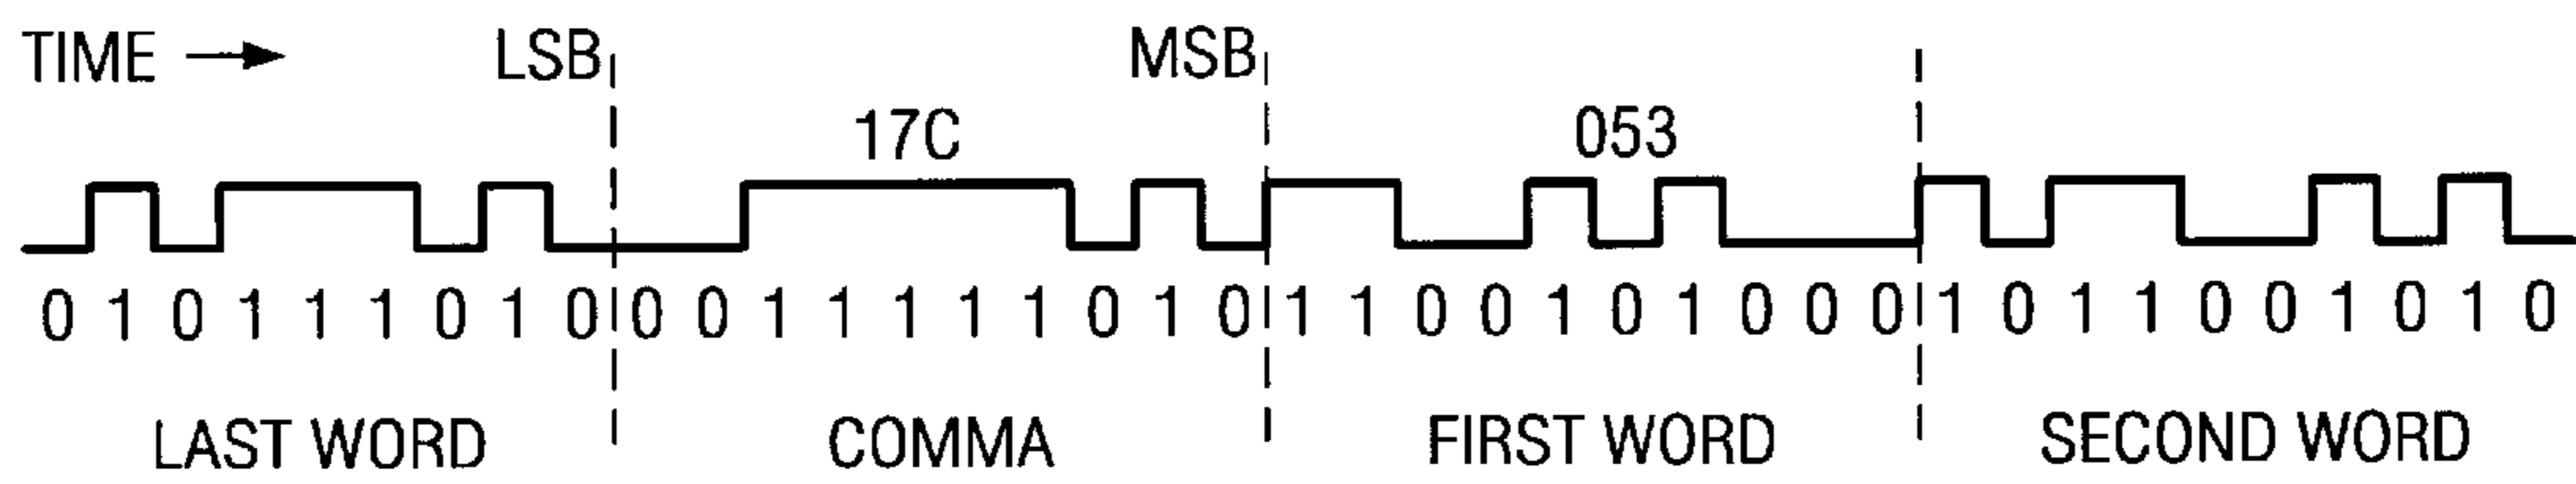 TIME LSB MSB
17C 053
0 1 0 1 1 1 0 1 0 0 0 1 1 1 1 1 0 1 0 1 1 0 0 1 0 1 0 0 0 1 0 1 1 0 0 1 0 1 0
LAST WORD COMMA FIRST WORD SECOND WORD